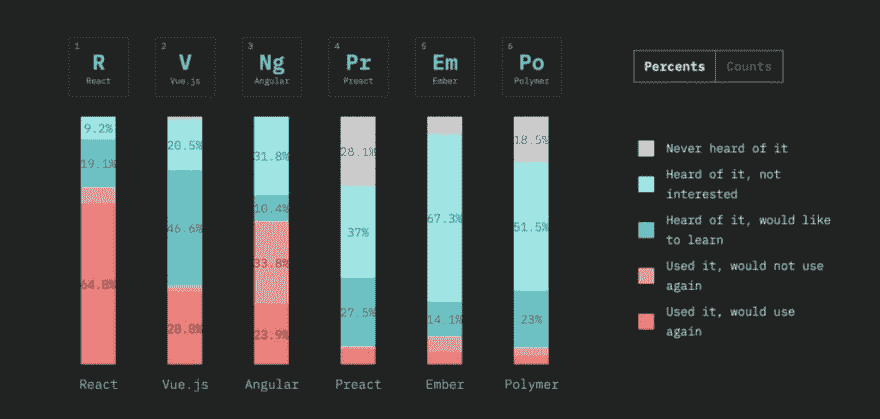 1
R
React
2
V
Vue.js
3
Ng
Angular
4
Pr
Preact
5
Em
Ember
6
Po
Polymer
Percents Counts
9.2%
19.1%
64.8%
20.5%
46.6%
28.8%
31.8%
10.4%
33.8%
23.9%
28.1%
37%
27.5%
67.3%
14.1%
18.5%
51.5%
23%
React Vue.js Angular Preact Ember Polymer
Never heard of it
Heard of it, not
interested
Heard of it, would like
to learn
Used it, would not use
again
Used it, would use
again